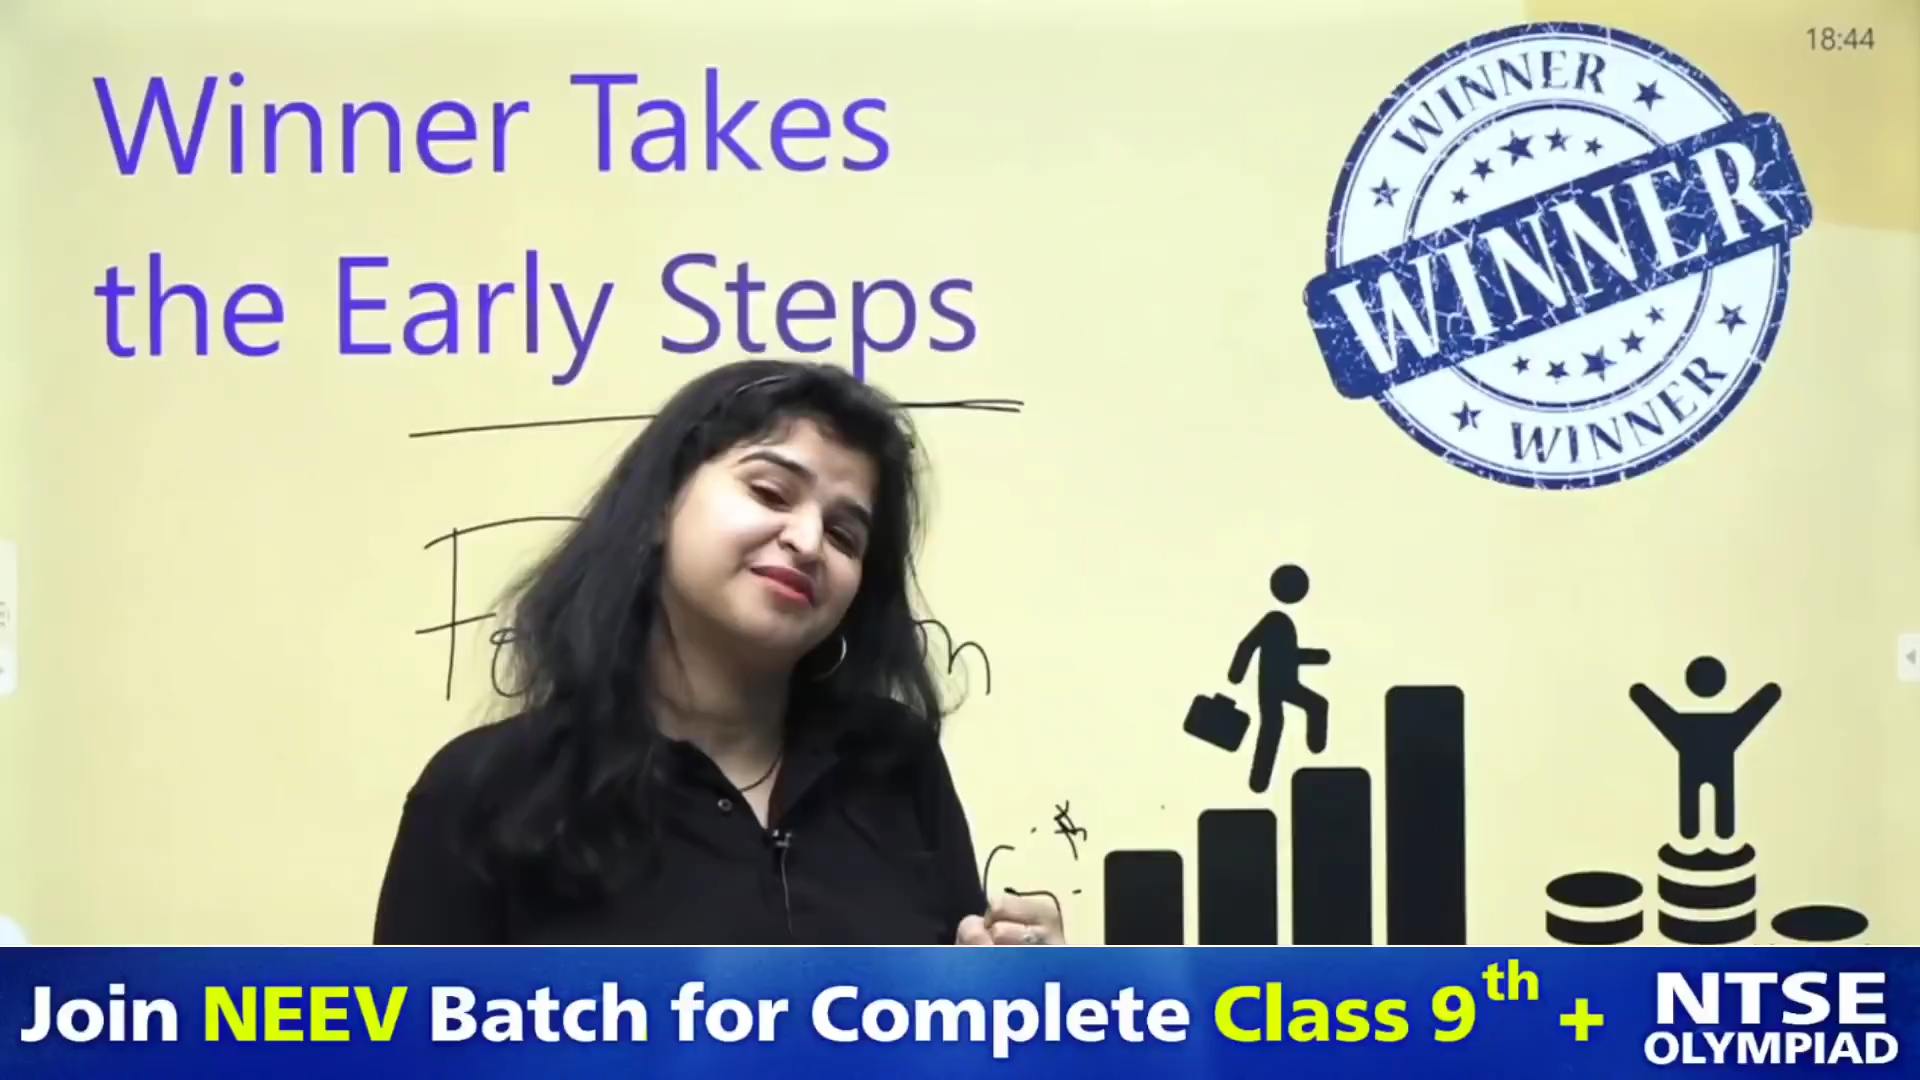 18:44
Winner Takes
the Early Steps
WINNER
WINNER
WINNER
Join NEEV Batch for Complete Class 9th + NTSE
OLYMPIAD